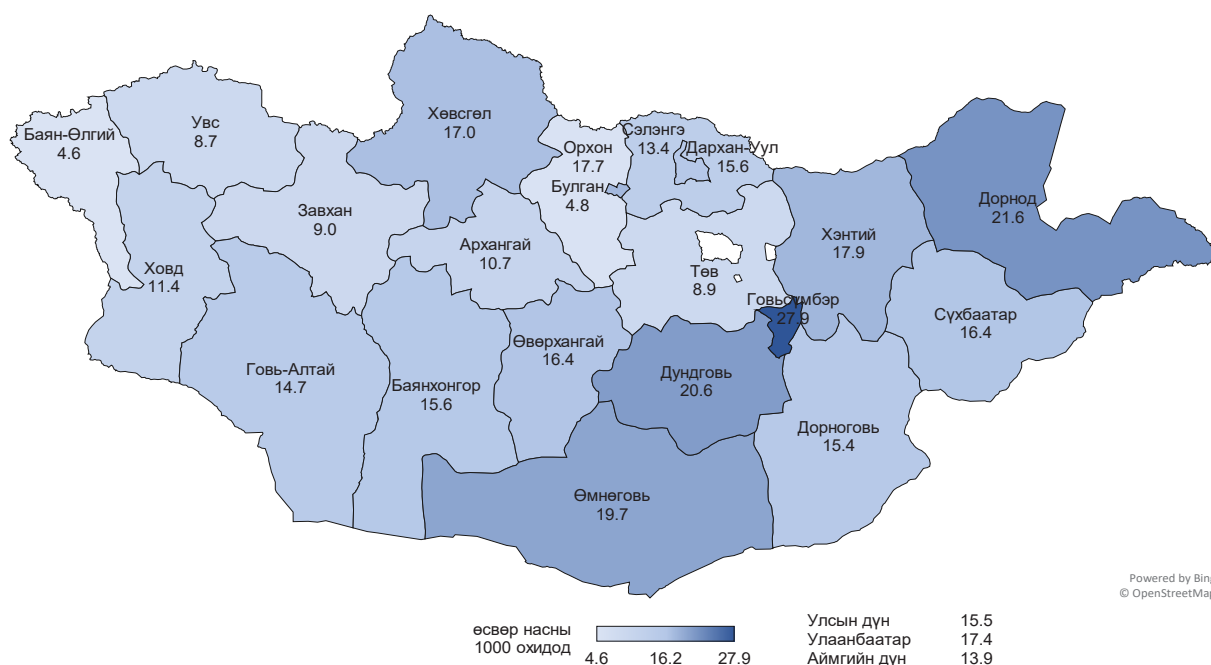 Хөвсгөл
17.0
Увс
8.7
Баян-Өлгий
4.6
Сэлэнгэ
13.4
Орхон
17.7
Дархан-Уул
15.6
Булган
4.8
Дорнод
21.6
Завхан
9.0
Хэнтий
17.9
Архангай
10.7
Ховд
11.4
Төв
8.9
Говьсүмбэр
27.9
Сүхбаатар
16.4
Өвөрхангай
16.4
Говь-Алтай
14.7
Баянхонгор
15.6
Дундговь
20.6
Дорноговь
15.4
Өмнөговь
19.7
Powered by Bing
© OpenStreetMap
өсвөр насны
1000 охидод
4.6 16.2 27.9
Улсын дүн 15.5
Улаанбаатар 17.4
Аймгийн дүн 13.9